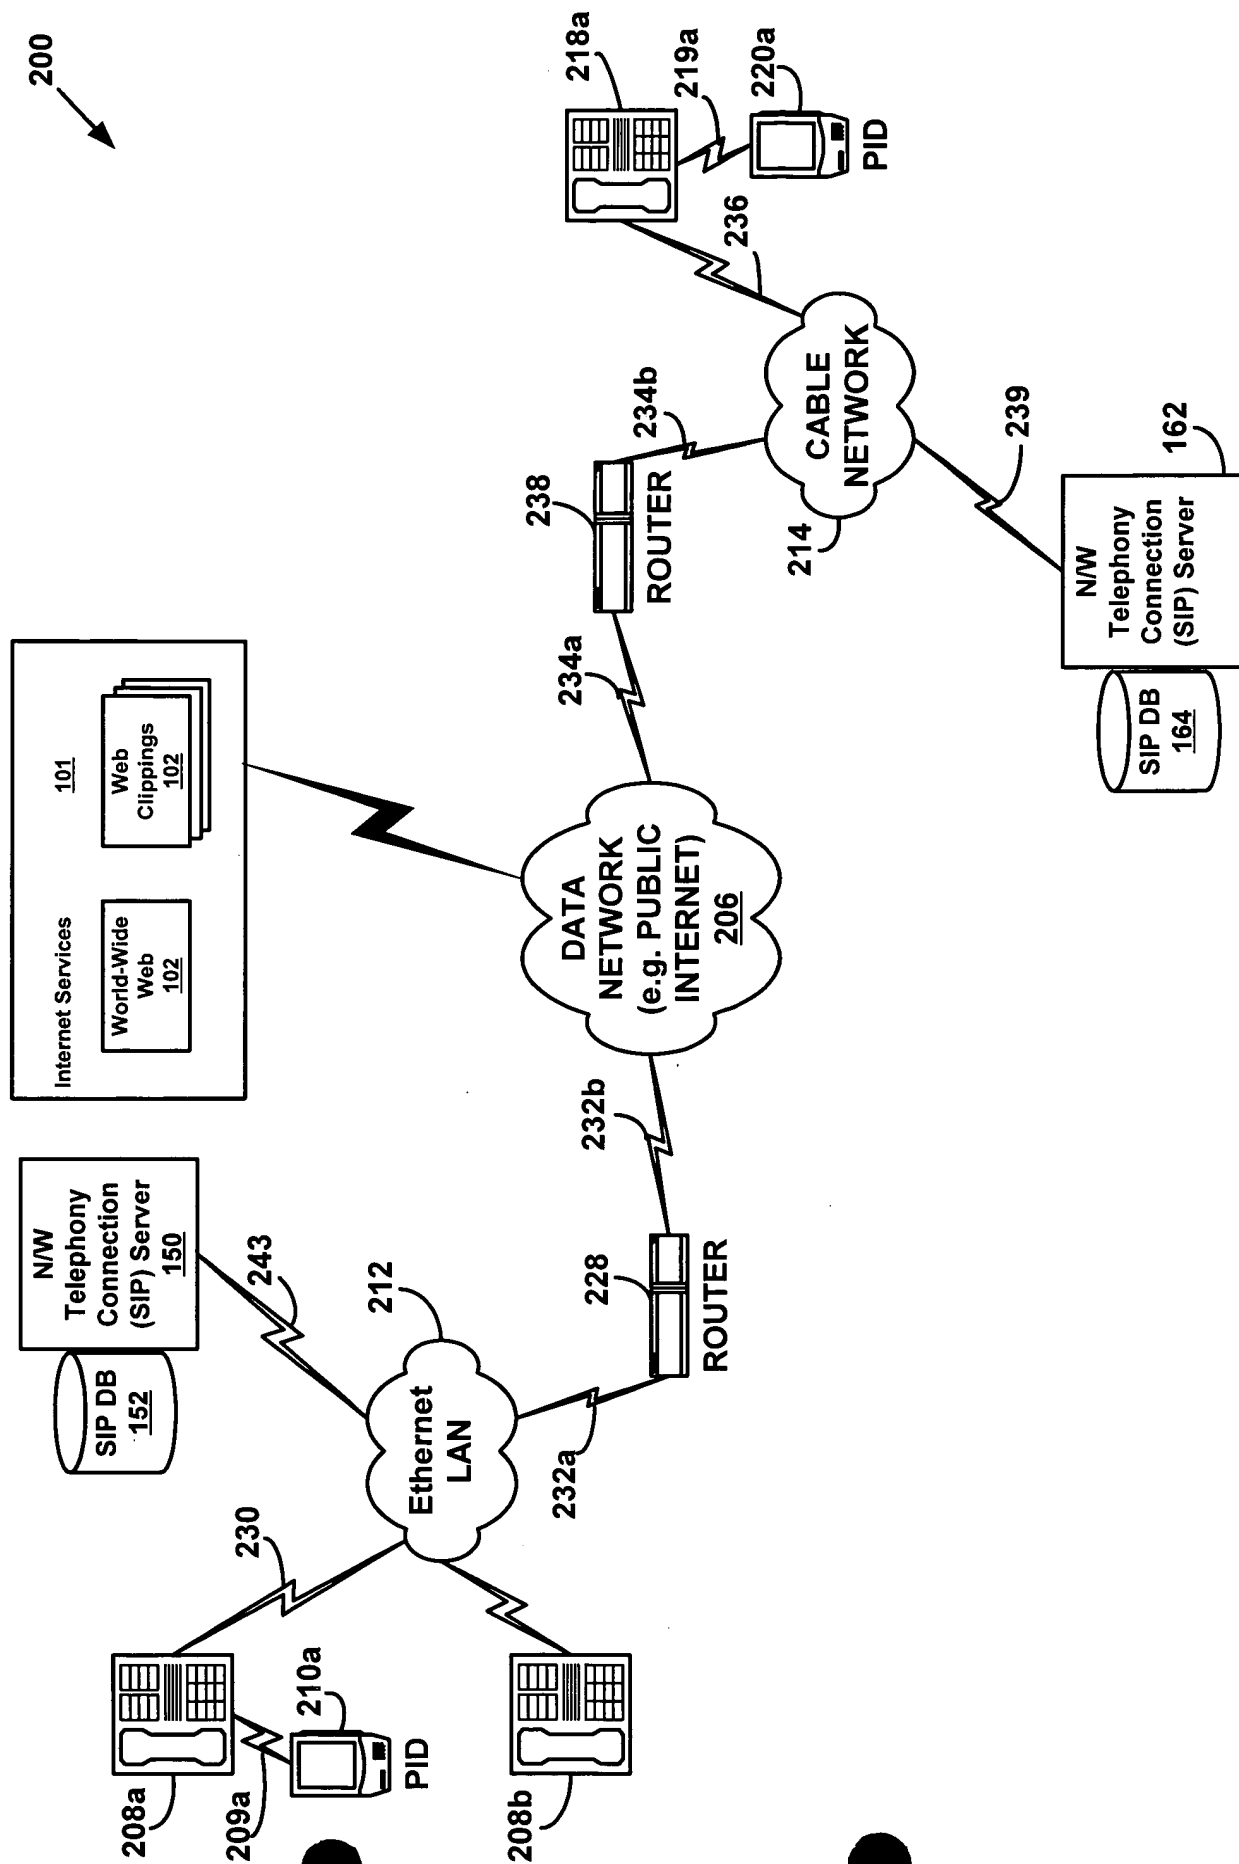 200
208a
209a
210a
PID
208b
230
SIP DB
152
N/W
Telephony
Connection
(SIP) Server
150
243
Ethernet
LAN
212
232a
228
ROUTER
232b
Internet Services
101
World-Wide
Web
102
Web
Clippings
102
DATA
NETWORK
(e.g. PUBLIC
INTERNET)
206
234a
238
ROUTER
234b
CABLE
NETWORK
214
236
218a
219a
220a
PID
239
SIP DB
164
N/W
Telephony
Connection
(SIP) Server
162